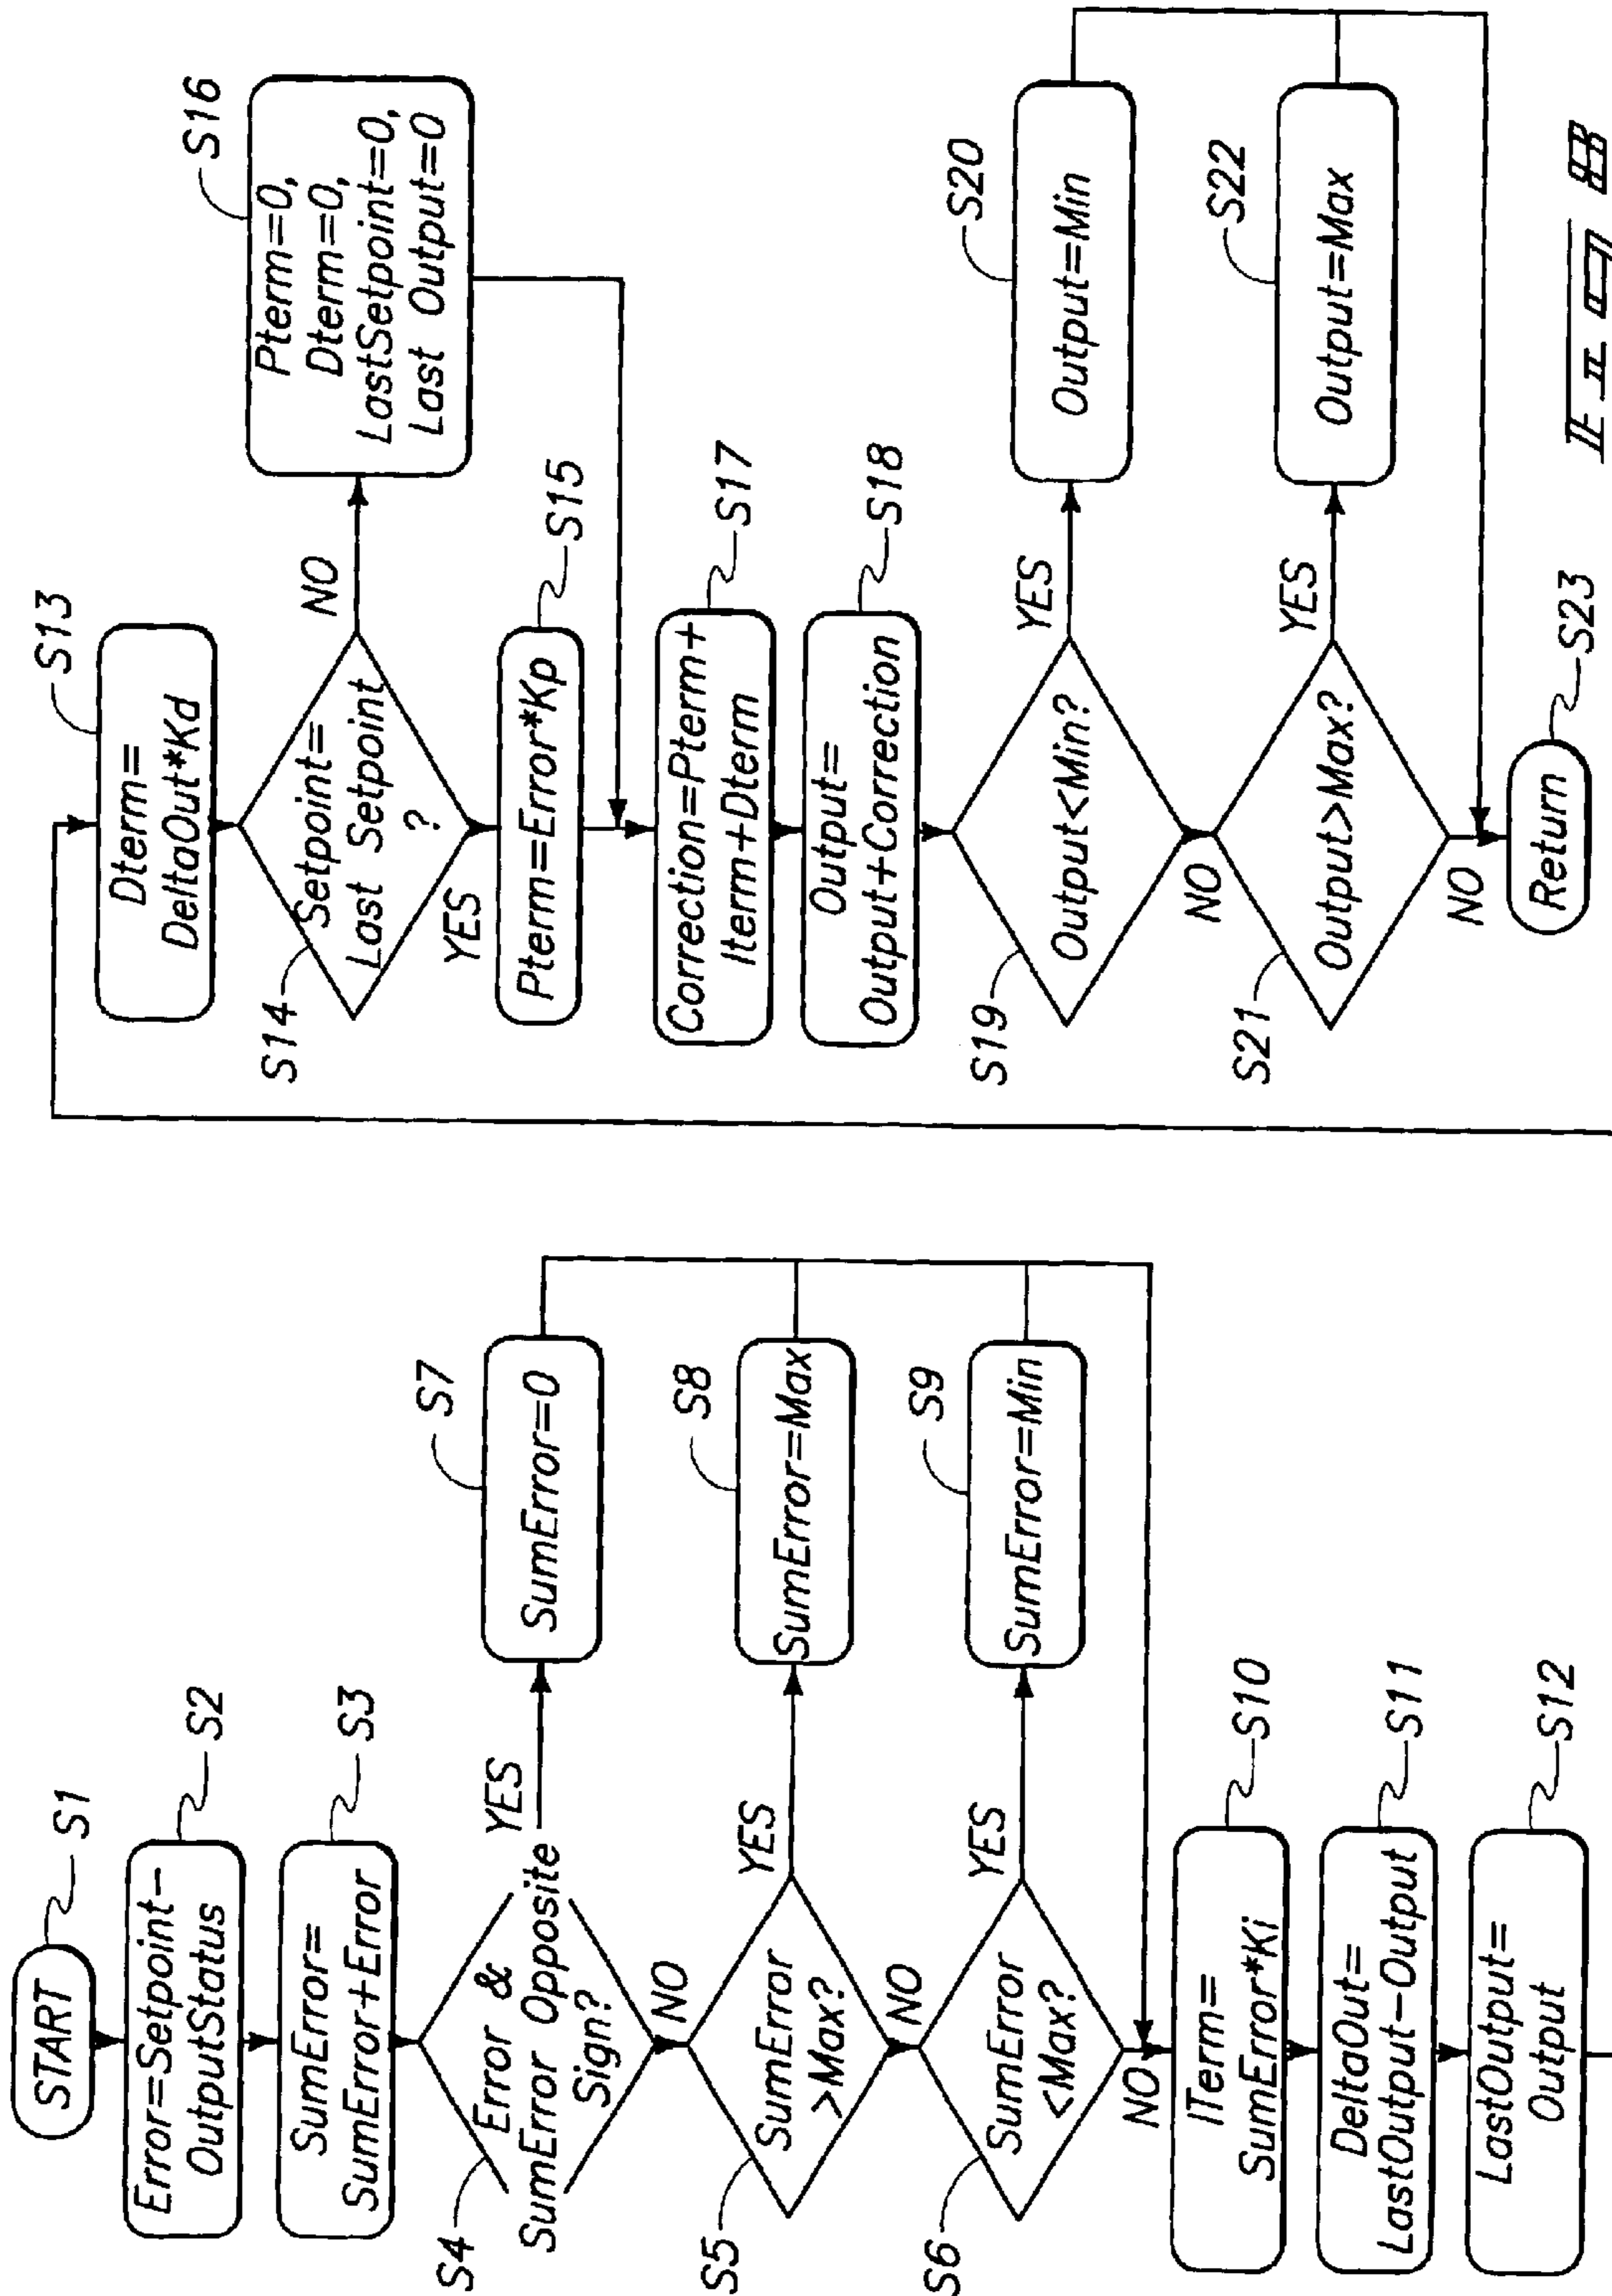 START
S1
Error=Setpoint-
OutputStatus
S2
SumError=
SumError+Error
S3
Error &
SumError Opposite
Sign?
S4
YES
SumError=0
S7
NO
SumError
>Max?
S5
YES
SumError=Max
S8
NO
SumError
<Max?
S6
YES
SumError=Min
S9
NO
ITerm=
SumError*Ki
S10
DeltaOut=
LastOutput-Output
S11
LastOutput=
Output
S12
Dterm=
DeltaOut*Kd
S13
Setpoint=
Last Setpoint
?
S14
NO
Pterm=0,
Dterm=0,
LastSetpoint=0,
Last Output=0
S16
YES
Pterm=Error*Kp
S15
Correction=Pterm+
Iterm+Dterm
S17
Output=
Output+Correction
S18
Output<Min?
S19
YES
Output=Min
S20
NO
Output>Max?
S21
YES
Output=Max
S22
NO
Return
S23